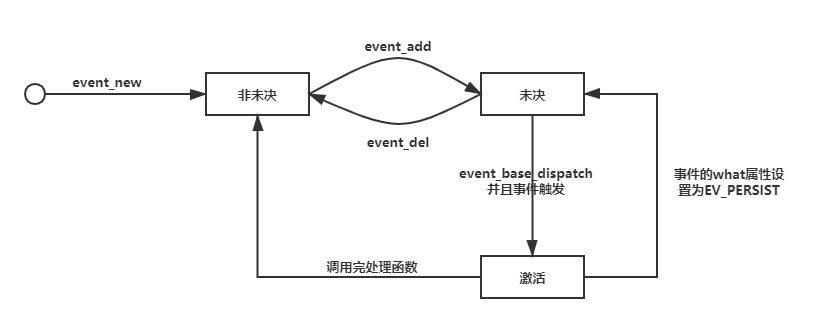 event_add
event_new
非未决
未决
event_del
event_base_dispatch
并且事件触发
事件的what属性设
置为EV_PERSIST
调用完处理函数
激活